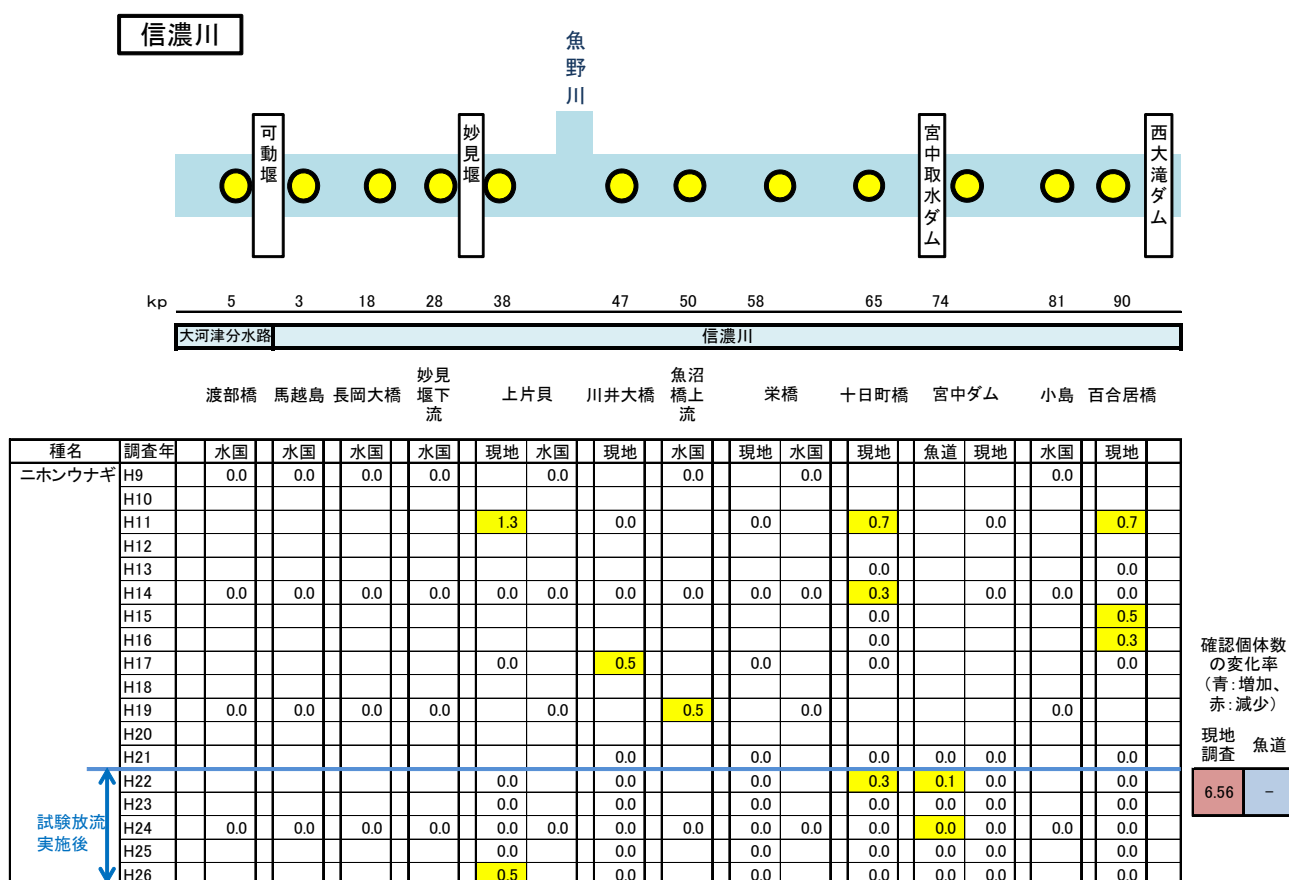 信濃川
魚野川
可動堰
妙見堰
宮中取水ダム
西大滝ダム
kp 5 3 18 28 38 47 50 58 65 74 81 90
大河津分水路 信濃川
渡部橋 馬越島 長岡大橋 妙見堰下流 上片貝 川井大橋 魚沼橋上流 栄橋 十日町橋 宮中ダム 小島 百合居橋
種名 調査年 水国 水国 水国 水国 現地 水国 現地 水国 現地 水国 現地 魚道 現地 水国 現地
ニホンウナギ H9 0.0 0.0 0.0 0.0 0.0 0.0 0.0 0.0
H10
H11 1.3 0.0 0.0 0.7 0.0 0.7
H12
H13 0.0 0.0
H14 0.0 0.0 0.0 0.0 0.0 0.0 0.0 0.0 0.0 0.0 0.3 0.0 0.0 0.0
H15 0.0 0.5
H16 0.0 0.3
H17 0.0 0.5 0.0 0.0 0.0
H18
H19 0.0 0.0 0.0 0.0 0.0 0.5 0.0 0.0
H20
H21 0.0 0.0 0.0 0.0 0.0 0.0
H22 0.0 0.0 0.0 0.3 0.1 0.0 0.0
H23 0.0 0.0 0.0 0.0 0.0 0.0 0.0
H24 0.0 0.0 0.0 0.0 0.0 0.0 0.0 0.0 0.0 0.0 0.0 0.0 0.0 0.0 0.0
H25 0.0 0.0 0.0 0.0 0.0 0.0 0.0
H26 0.5 0.0 0.0 0.0 0.0 0.0 0.0
試験放流
実施後
確認個体数
の変化率
(青:増加、
赤:減少)
現地調査 魚道
6.56 -